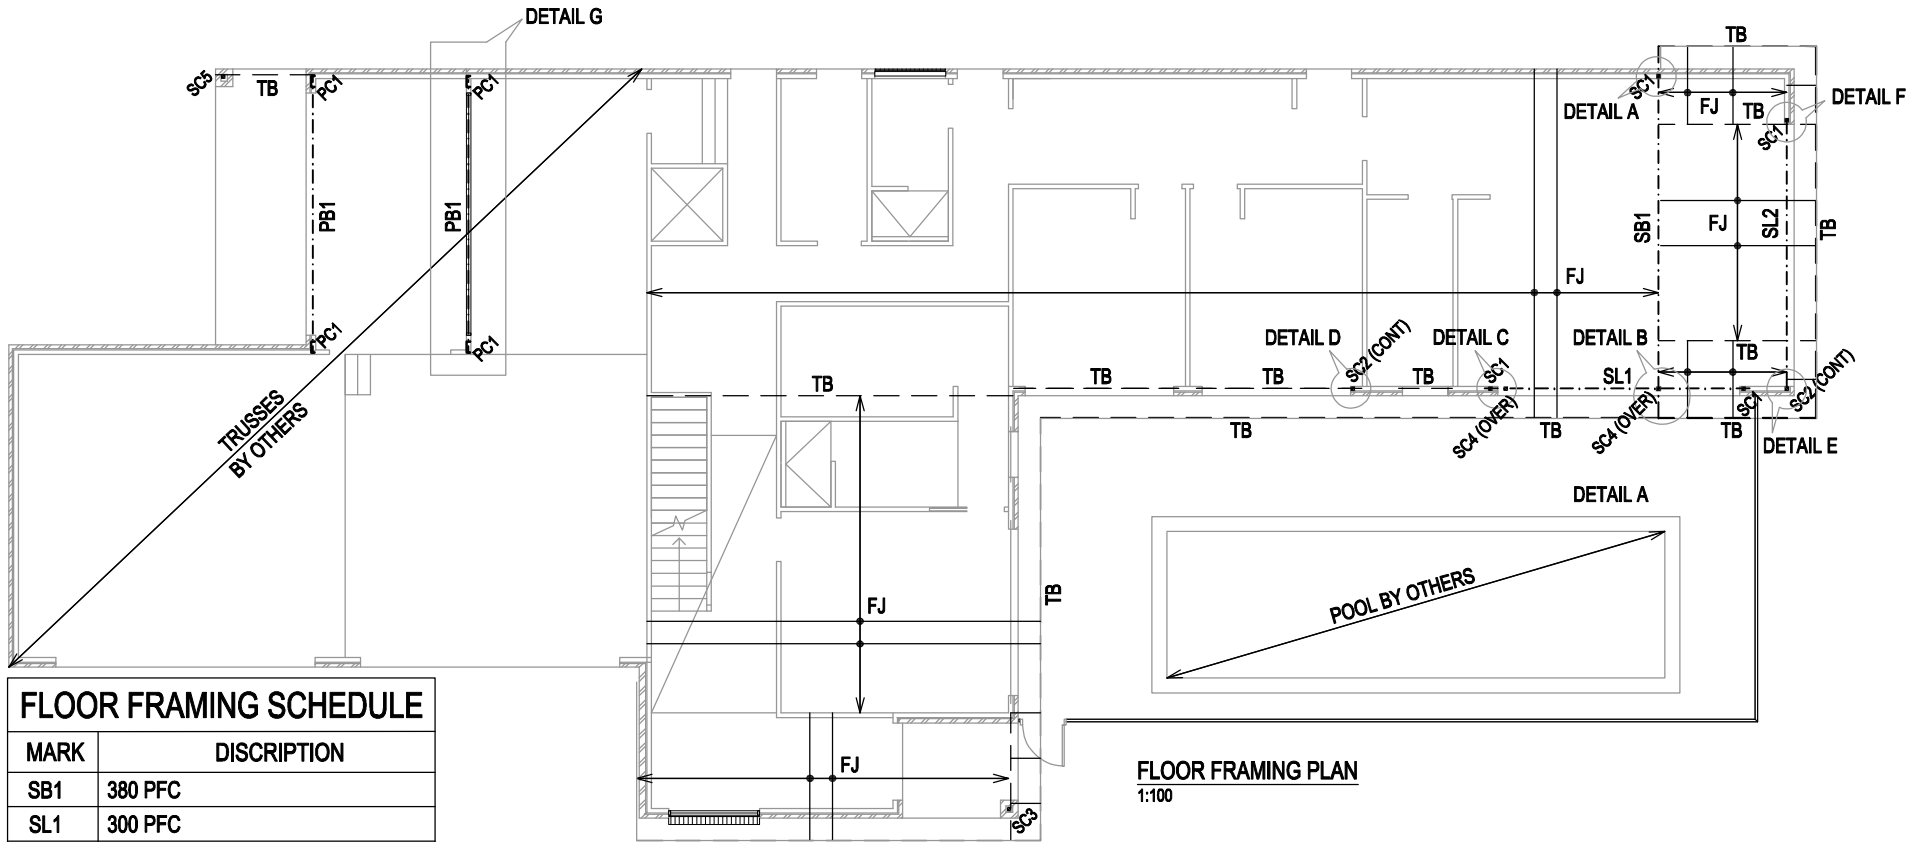 DETAIL G
TB
SC5
TB
PC1
PC1
SC1
DETAIL A
FJ
TB
DETAIL F
SC1
PB1
PB1
SB1
FJ
SL2
TB
FJ
PC1
PC1
DETAIL D
SC2 (CONT)
DETAIL C
DETAIL B
TB
TB
TB
TB
TB
SC1
SL1
SC2 (CONT)
SC1
TRUSSES
BY OTHERS
SC4 (OVER)
SC4 (OVER)
TB
TB
TB
DETAIL E
DETAIL A
POOL BY OTHERS
TB
FJ
FJ
SC3
FLOOR FRAMING PLAN
1:100
FLOOR FRAMING SCHEDULE
MARK DISCRIPTION
SB1 380 PFC
SL1 300 PFC